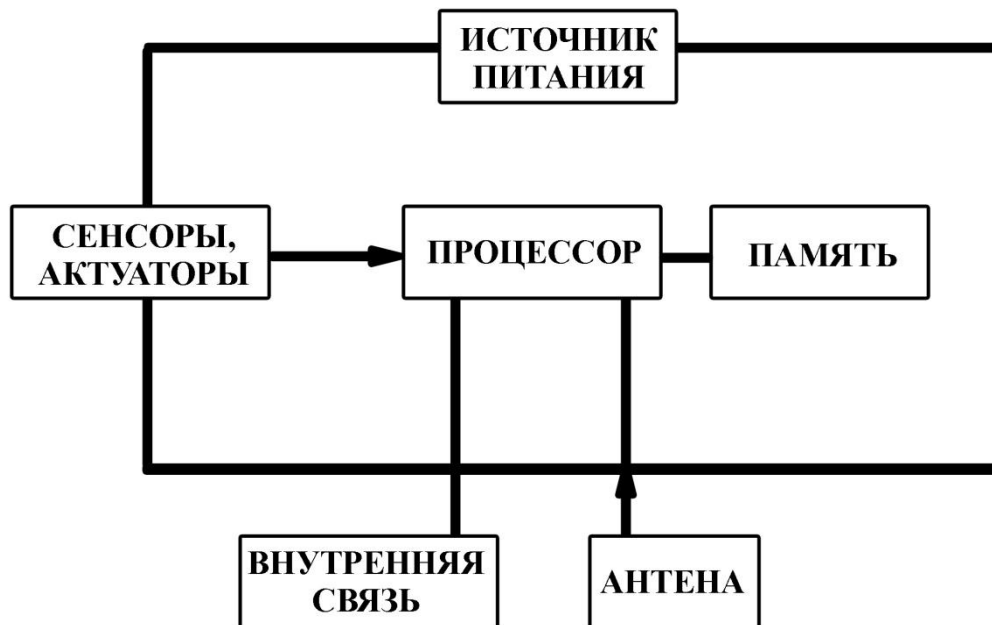 ИСТОЧНИК
ПИТАНИЯ
СЕНСОРЫ,
АКТУАТОРЫ
ПРОЦЕССОР
ПАМЯТЬ
ВНУТРЕННЯЯ
СВЯЗЬ
АНТЕНА